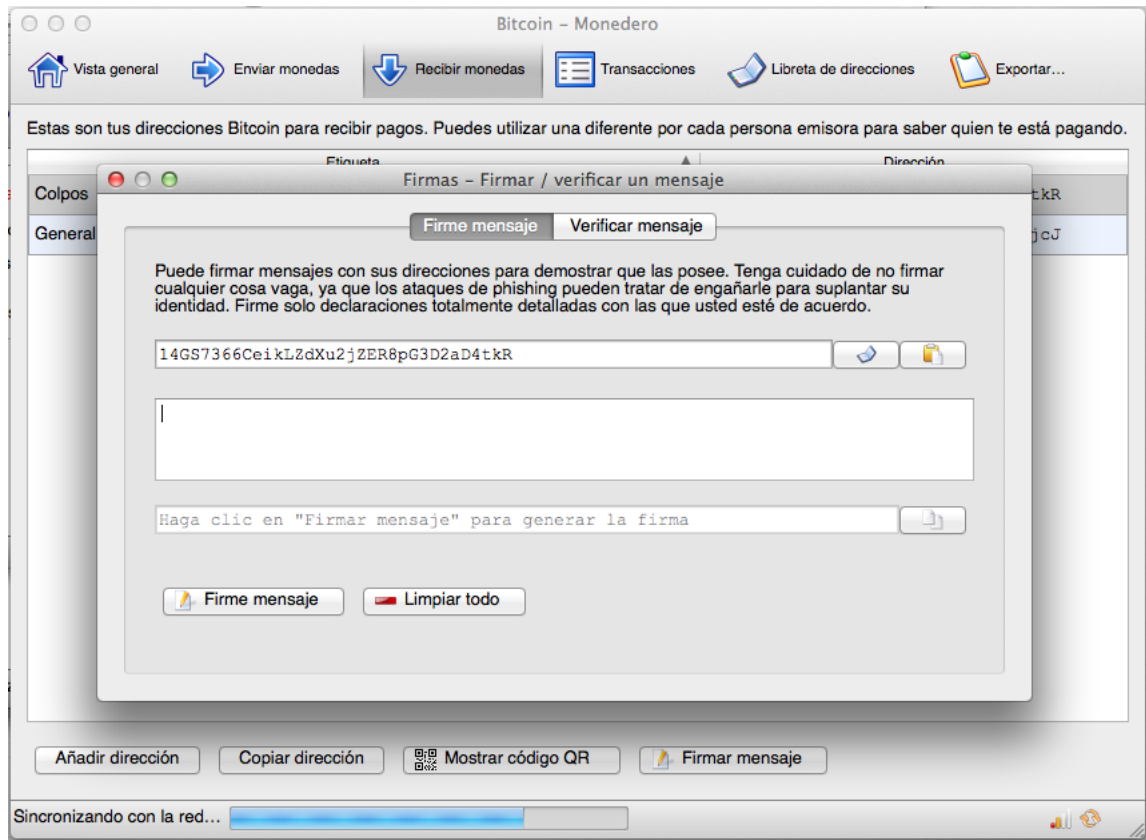 Bitcoin – Monedero
Vista general Enviar monedas Recibir monedas Transacciones Libreta de direcciones Exportar...
Estas son tus direcciones Bitcoin para recibir pagos. Puedes utilizar una diferente por cada persona emisora para saber quien te está pagando.
Etiqueta Dirección
Firmas – Firmar / verificar un mensaje
Colpos tkR
Firme mensaje Verificar mensaje
General jcJ
Puede firmar mensajes con sus direcciones para demostrar que las posee. Tenga cuidado de no firmar
cualquier cosa vaga, ya que los ataques de phishing pueden tratar de engañarle para suplantar su
identidad. Firme solo declaraciones totalmente detalladas con las que usted esté de acuerdo.
14GS7366CeikLZdXu2jZER8pG3D2aD4tkR
Haga clic en "Firmar mensaje" para generar la firma
Firme mensaje Limpiar todo
Añadir dirección Copiar dirección Mostrar código QR Firmar mensaje
Sincronizando con la red...